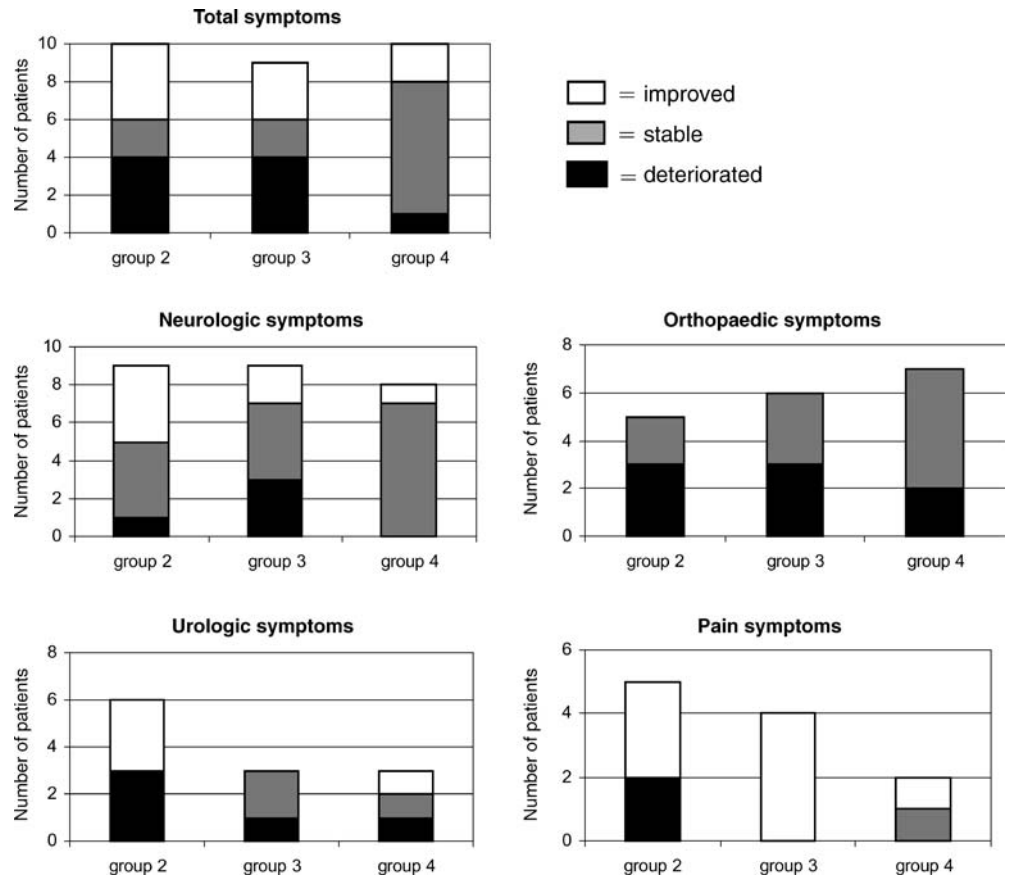 Total symptoms
Number of patients
10
8
6
4
2
0
group 2
group 3
group 4
= improved
= stable
= deteriorated
Neurologic symptoms
Number of patients
10
8
6
4
2
0
group 2
group 3
group 4
Orthopaedic symptoms
Number of patients
8
6
4
2
0
group 2
group 3
group 4
Urologic symptoms
Number of patients
8
6
4
2
0
group 2
group 3
group 4
Pain symptoms
Number of patients
6
4
2
0
group 2
group 3
group 4